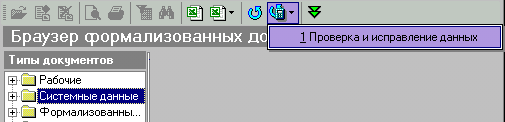 Браузер формализованных до
1 Проверка и исправление данных
Типы документов
Рабочие
Системные данные
Формализованны...